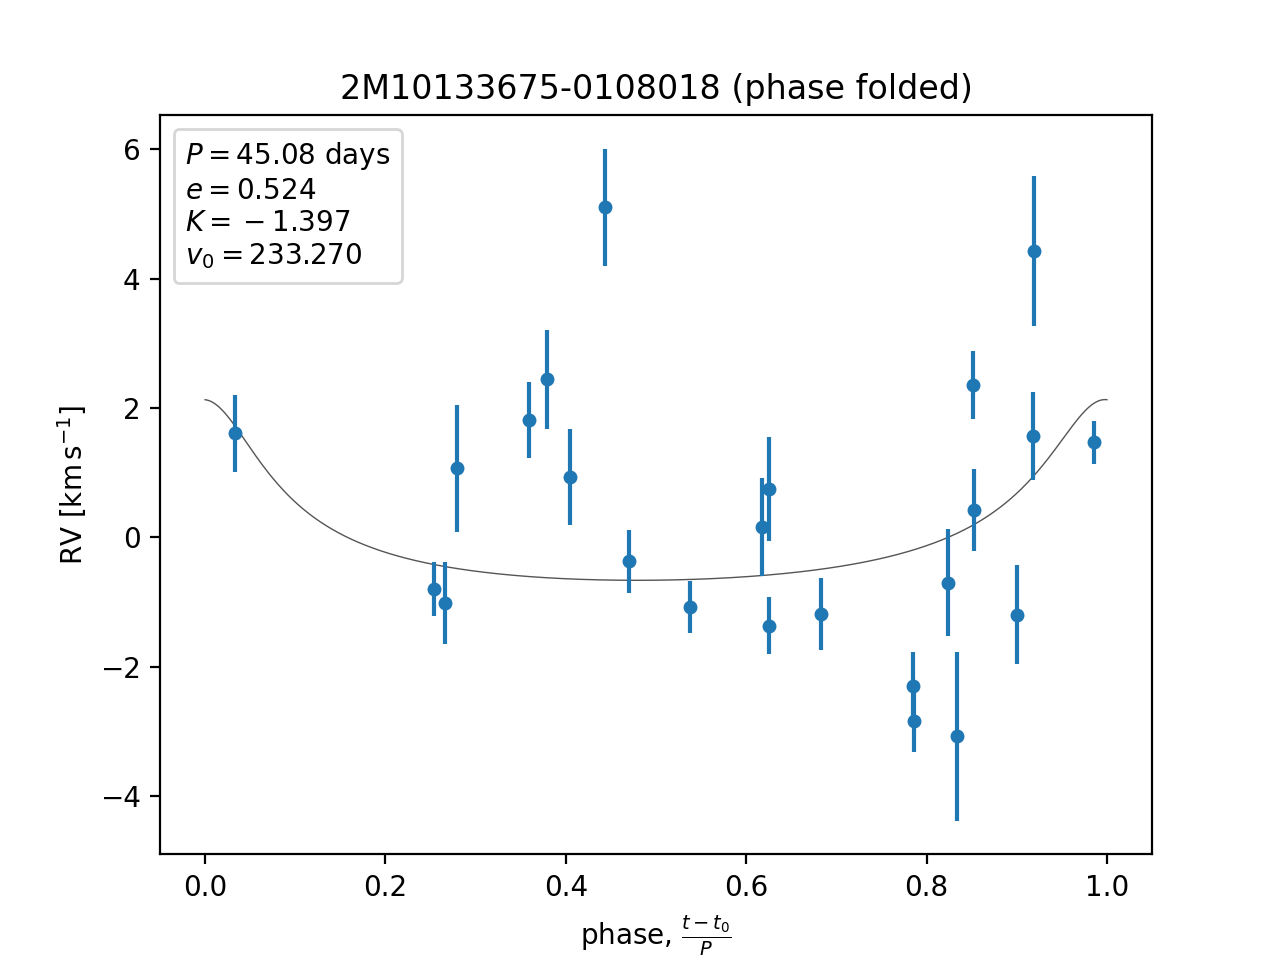 2M10133675-0108018 (phase folded)
P = 45.08 days
e = 0.524
K = − 1.397
v₀ = 233.270
RV [km s⁻¹]
6
4
2
0
−2
−4
0.0 0.2 0.4 0.6 0.8 1.0
phase, (t − t₀)/P